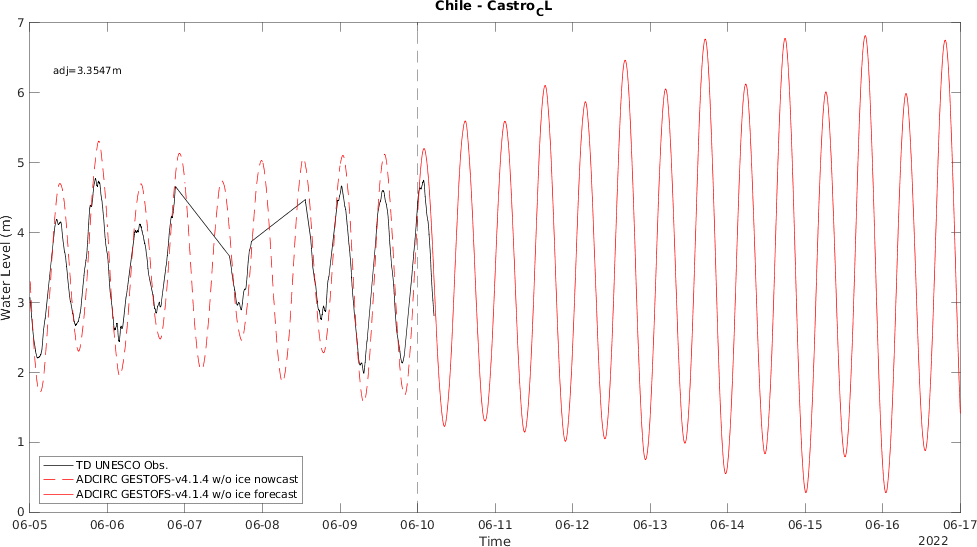 Chile - CastroCL
adj=3.3547m
7
6
5
4
3
2
1
0
Water Level (m)
TD UNESCO Obs.
ADCIRC GESTOFS-v4.1.4 w/o ice nowcast
ADCIRC GESTOFS-v4.1.4 w/o ice forecast
06-05 06-06 06-07 06-08 06-09 06-10 06-11 06-12 06-13 06-14 06-15 06-16 06-17
Time
2022